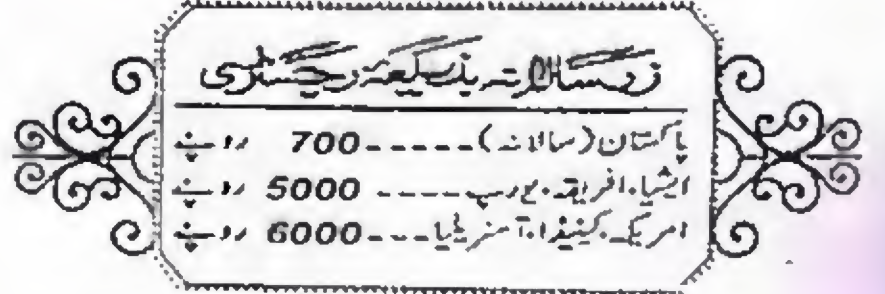 زرِ سالانہ بذریعہ رجسٹری
پاکستان (سالانہ) ----- 700 روپے
ایشیا، افریقہ، یورپ ---- 5000 روپے
امریکہ، کینیڈا، آسٹریلیا --- 6000 روپے